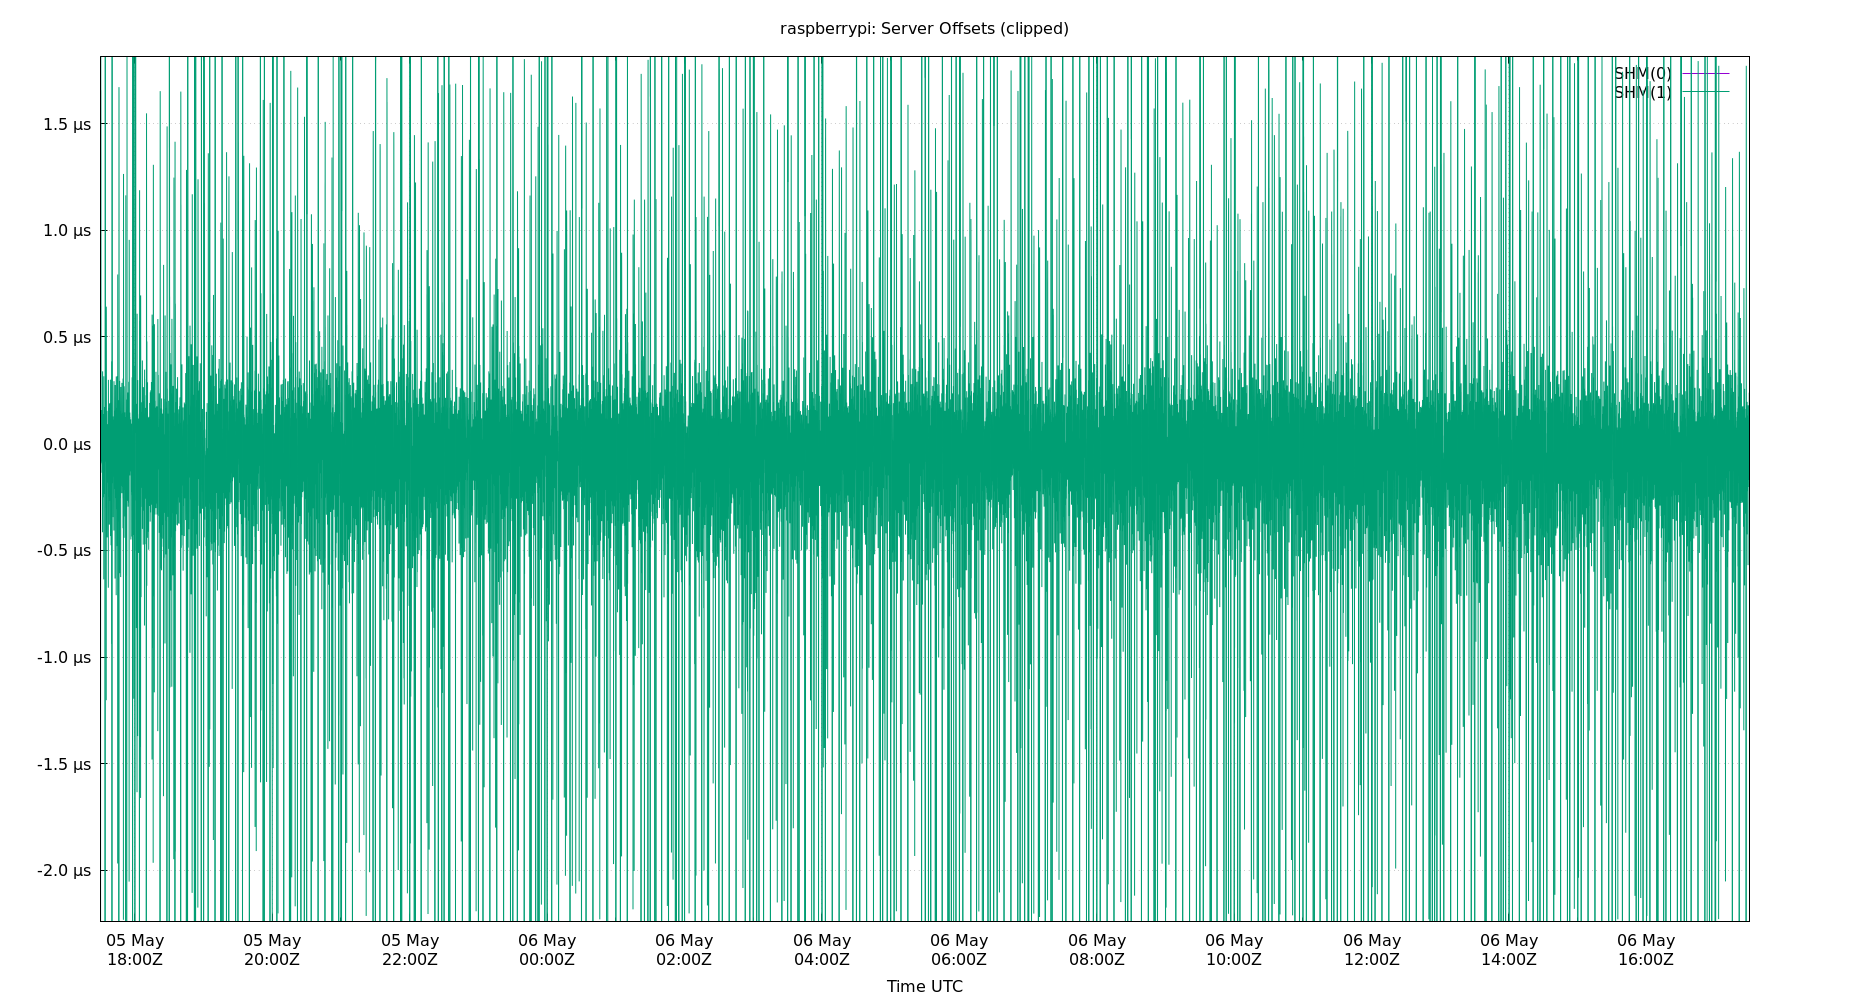 raspberrypi: Server Offsets (clipped)
SHM(0)
SHM(1)
1.5 µs
1.0 µs
0.5 µs
0.0 µs
-0.5 µs
-1.0 µs
-1.5 µs
-2.0 µs
05 May 05 May 05 May 06 May 06 May 06 May 06 May 06 May 06 May 06 May 06 May 06 May
18:00Z 20:00Z 22:00Z 00:00Z 02:00Z 04:00Z 06:00Z 08:00Z 10:00Z 12:00Z 14:00Z 16:00Z
Time UTC